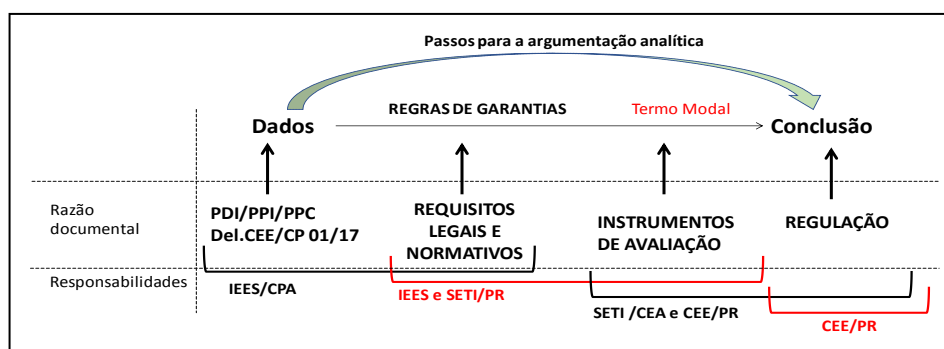 Passos para a argumentação analítica
REGRAS DE GARANTIAS
Termo Modal
Dados
Conclusão
Razão
documental
PDI/PPI/PPC
Del.CEE/CP 01/17
REQUISITOS
LEGAIS E
NORMATIVOS
INSTRUMENTOS
DE AVALIAÇÃO
REGULAÇÃO
Responsabilidades
IEES/CPA
IEES e SETI/PR
SETI /CEA e CEE/PR
CEE/PR